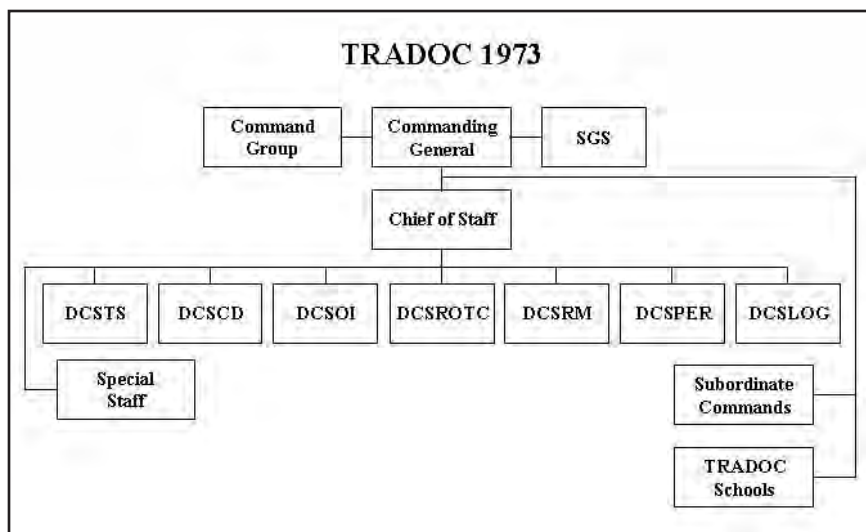 TRADOC 1973
Command
Group
Commanding
General
SGS
Chief of Staff
DCSTS
DCSCD
DCSOI
DCSROTC
DCSRM
DCSPER
DCSLOG
Special
Staff
Subordinate
Commands
TRADOC
Schools